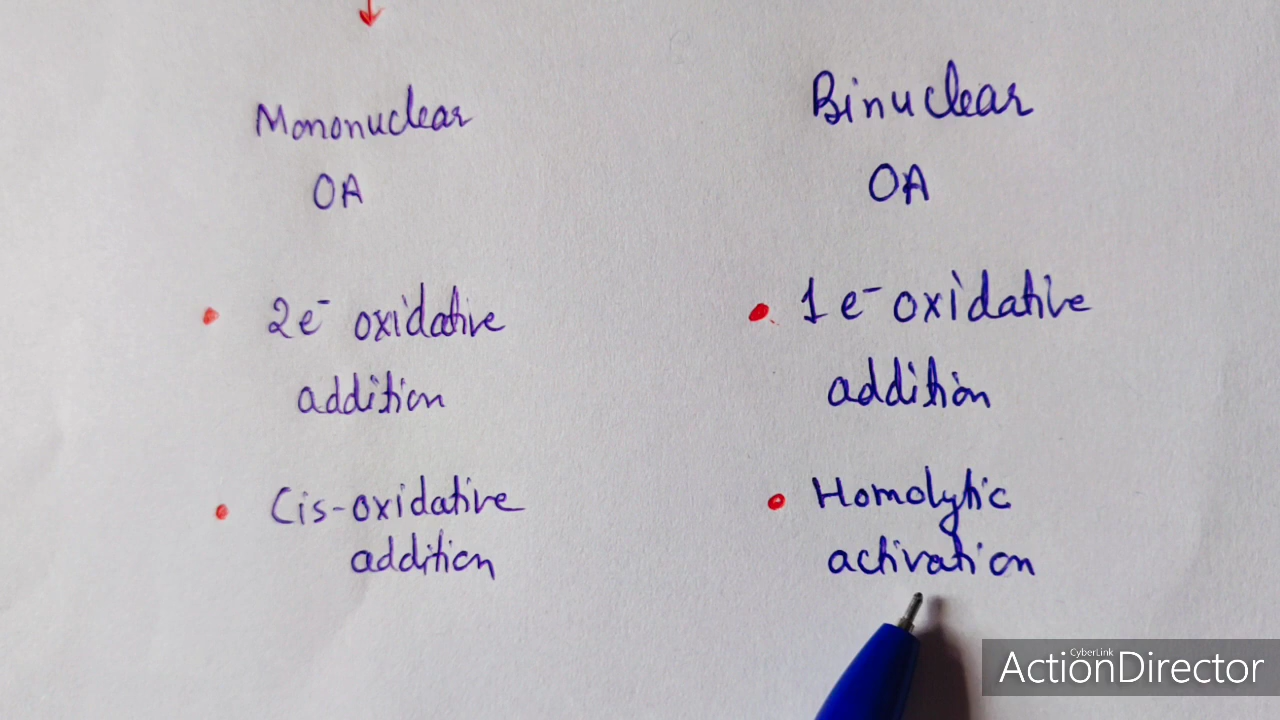 Mononuclear
OA
• 2e⁻ oxidative
addition
• Cis-oxidative
addition
Binuclear
OA
• 1e⁻ oxidative
addition
• Homolytic
activation
CyberLink
ActionDirector